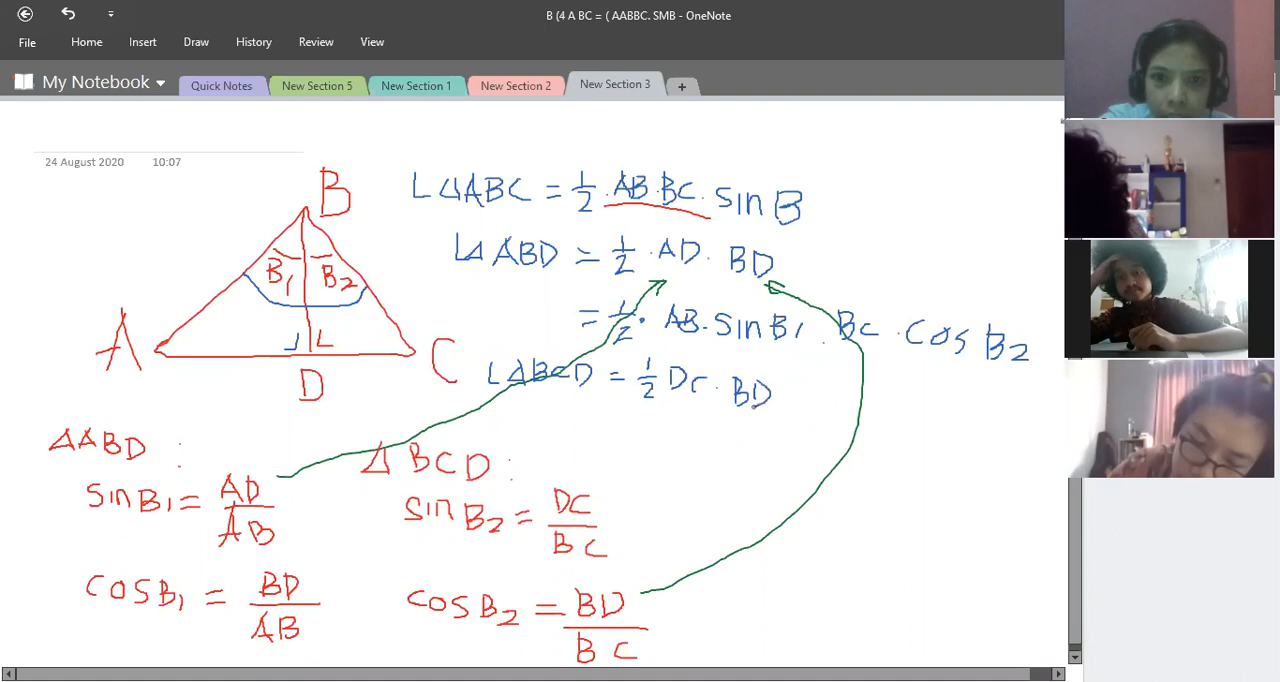 B (4 A BC = ( AABBC. SMB - OneNote
File Home Insert Draw History Review View
My Notebook Quick Notes New Section 5 New Section 1 New Section 2 New Section 3 +
24 August 2020 10:07
B
B1 B2
A
C
D
L△ABC = 1/2 · AB · BC · sin B
L△ABD = 1/2 · AD · BD
= 1/2 · AB · sin B1 · BC · cos B2
L△BCD = 1/2 DC · BD
△ABD :
sin B1 = AD/AB
cos B1 = BD/AB
△BCD :
sin B2 = DC/BC
cos B2 = BD/BC